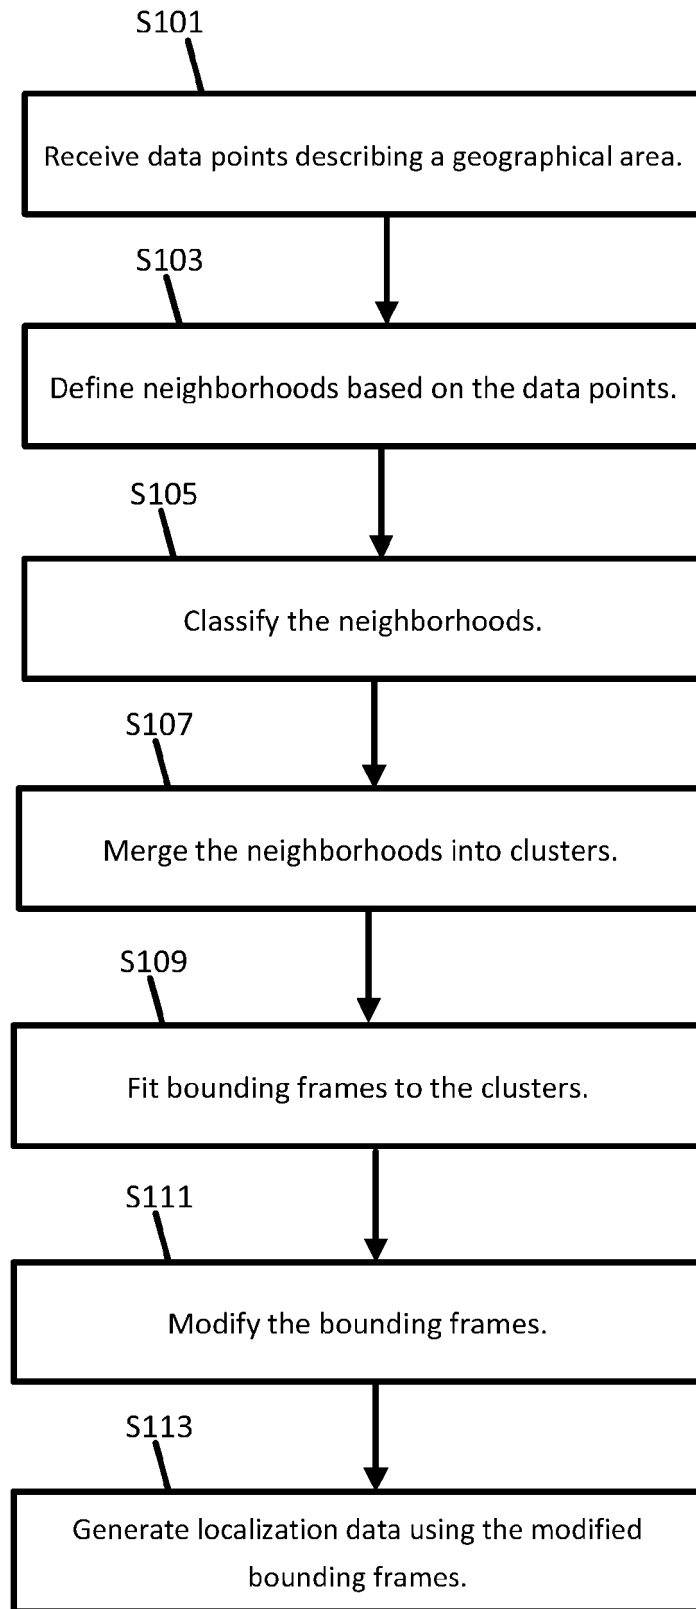 S101
Receive data points describing a geographical area.
S103
Define neighborhoods based on the data points.
S105
Classify the neighborhoods.
S107
Merge the neighborhoods into clusters.
S109
Fit bounding frames to the clusters.
S111
Modify the bounding frames.
S113
Generate localization data using the modified
bounding frames.